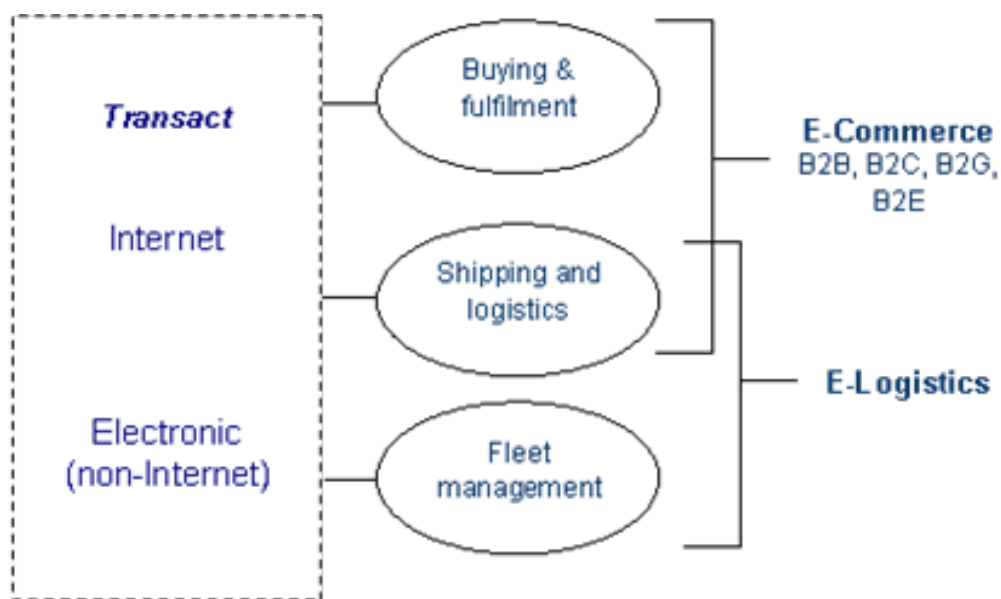 Transact
Internet
Electronic
(non-Internet)
Buying &
fulfilment
Shipping and
logistics
Fleet
management
E-Commerce
B2B, B2C, B2G,
B2E
E-Logistics